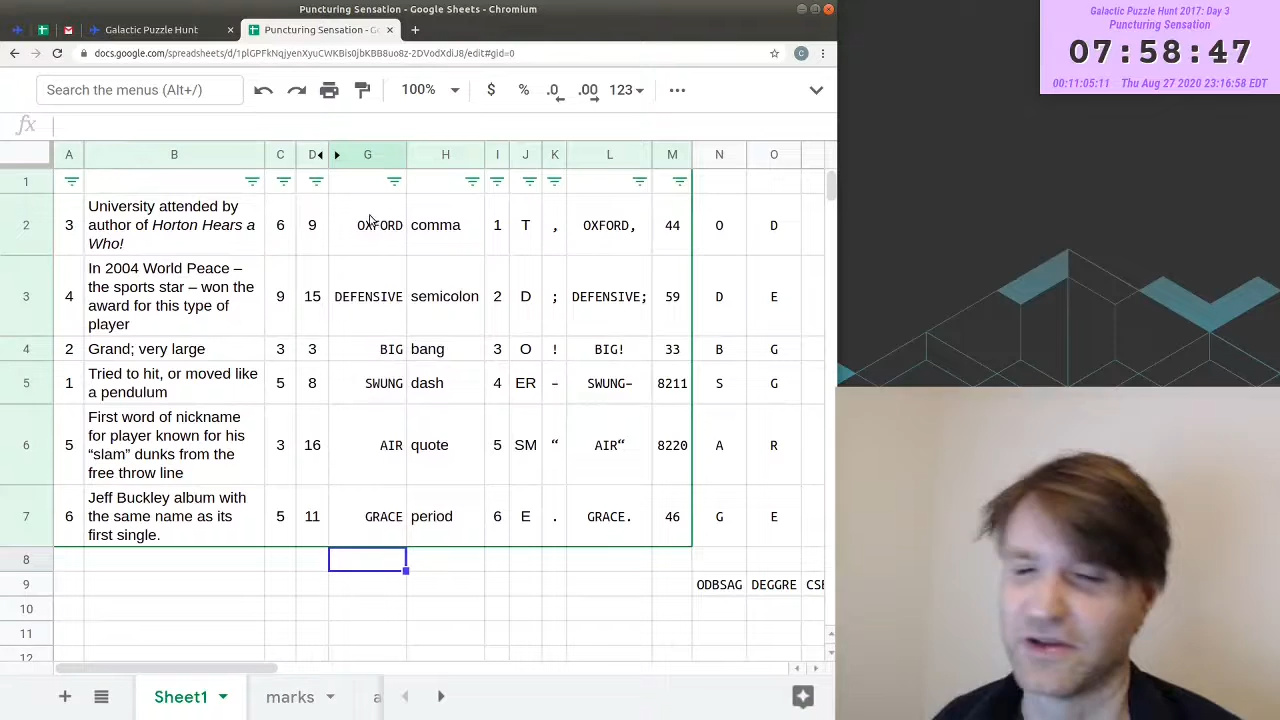 Puncturing Sensation - Google Sheets - Chromium
Galactic Puzzle Hunt
Puncturing Sensation - G
docs.google.com/spreadsheets/d/1plGPFkNqjyenXyuCWKBis0jbKBB8uo8z-2DVoXTdJ8Q/edit#gid=0
Search the menus (Alt+/)
100% $ % .0 .00 123
fx
A B C D G H I J K L M N O
1
2 3 University attended by author of Horton Hears a Who! 6 9 OXFORD comma 1 T , OXFORD, 44 O D
3 4 In 2004 World Peace – the sports star – won the award for this type of player 9 15 DEFENSIVE semicolon 2 D ; DEFENSIVE; 59 D E
4 2 Grand; very large 3 3 BIG bang 3 O ! BIG! 33 B G
5 1 Tried to hit, or moved like a pendulum 5 8 SWUNG dash 4 ER – SWUNG– 8211 S G
6 5 First word of nickname for player known for his “slam” dunks from the free throw line 3 16 AIR quote 5 SM “ AIR“ 8220 A R
7 6 Jeff Buckley album with the same name as its first single. 5 11 GRACE period 6 E . GRACE. 46 G E
8
9 ODBSAG DEGGRE
10
11
12
Sheet1 marks
Galactic Puzzle Hunt 2017: Day 3
Puncturing Sensation
07:58:47
00:11:05:11 Thu Aug 27 2020 23:16:58 EDT